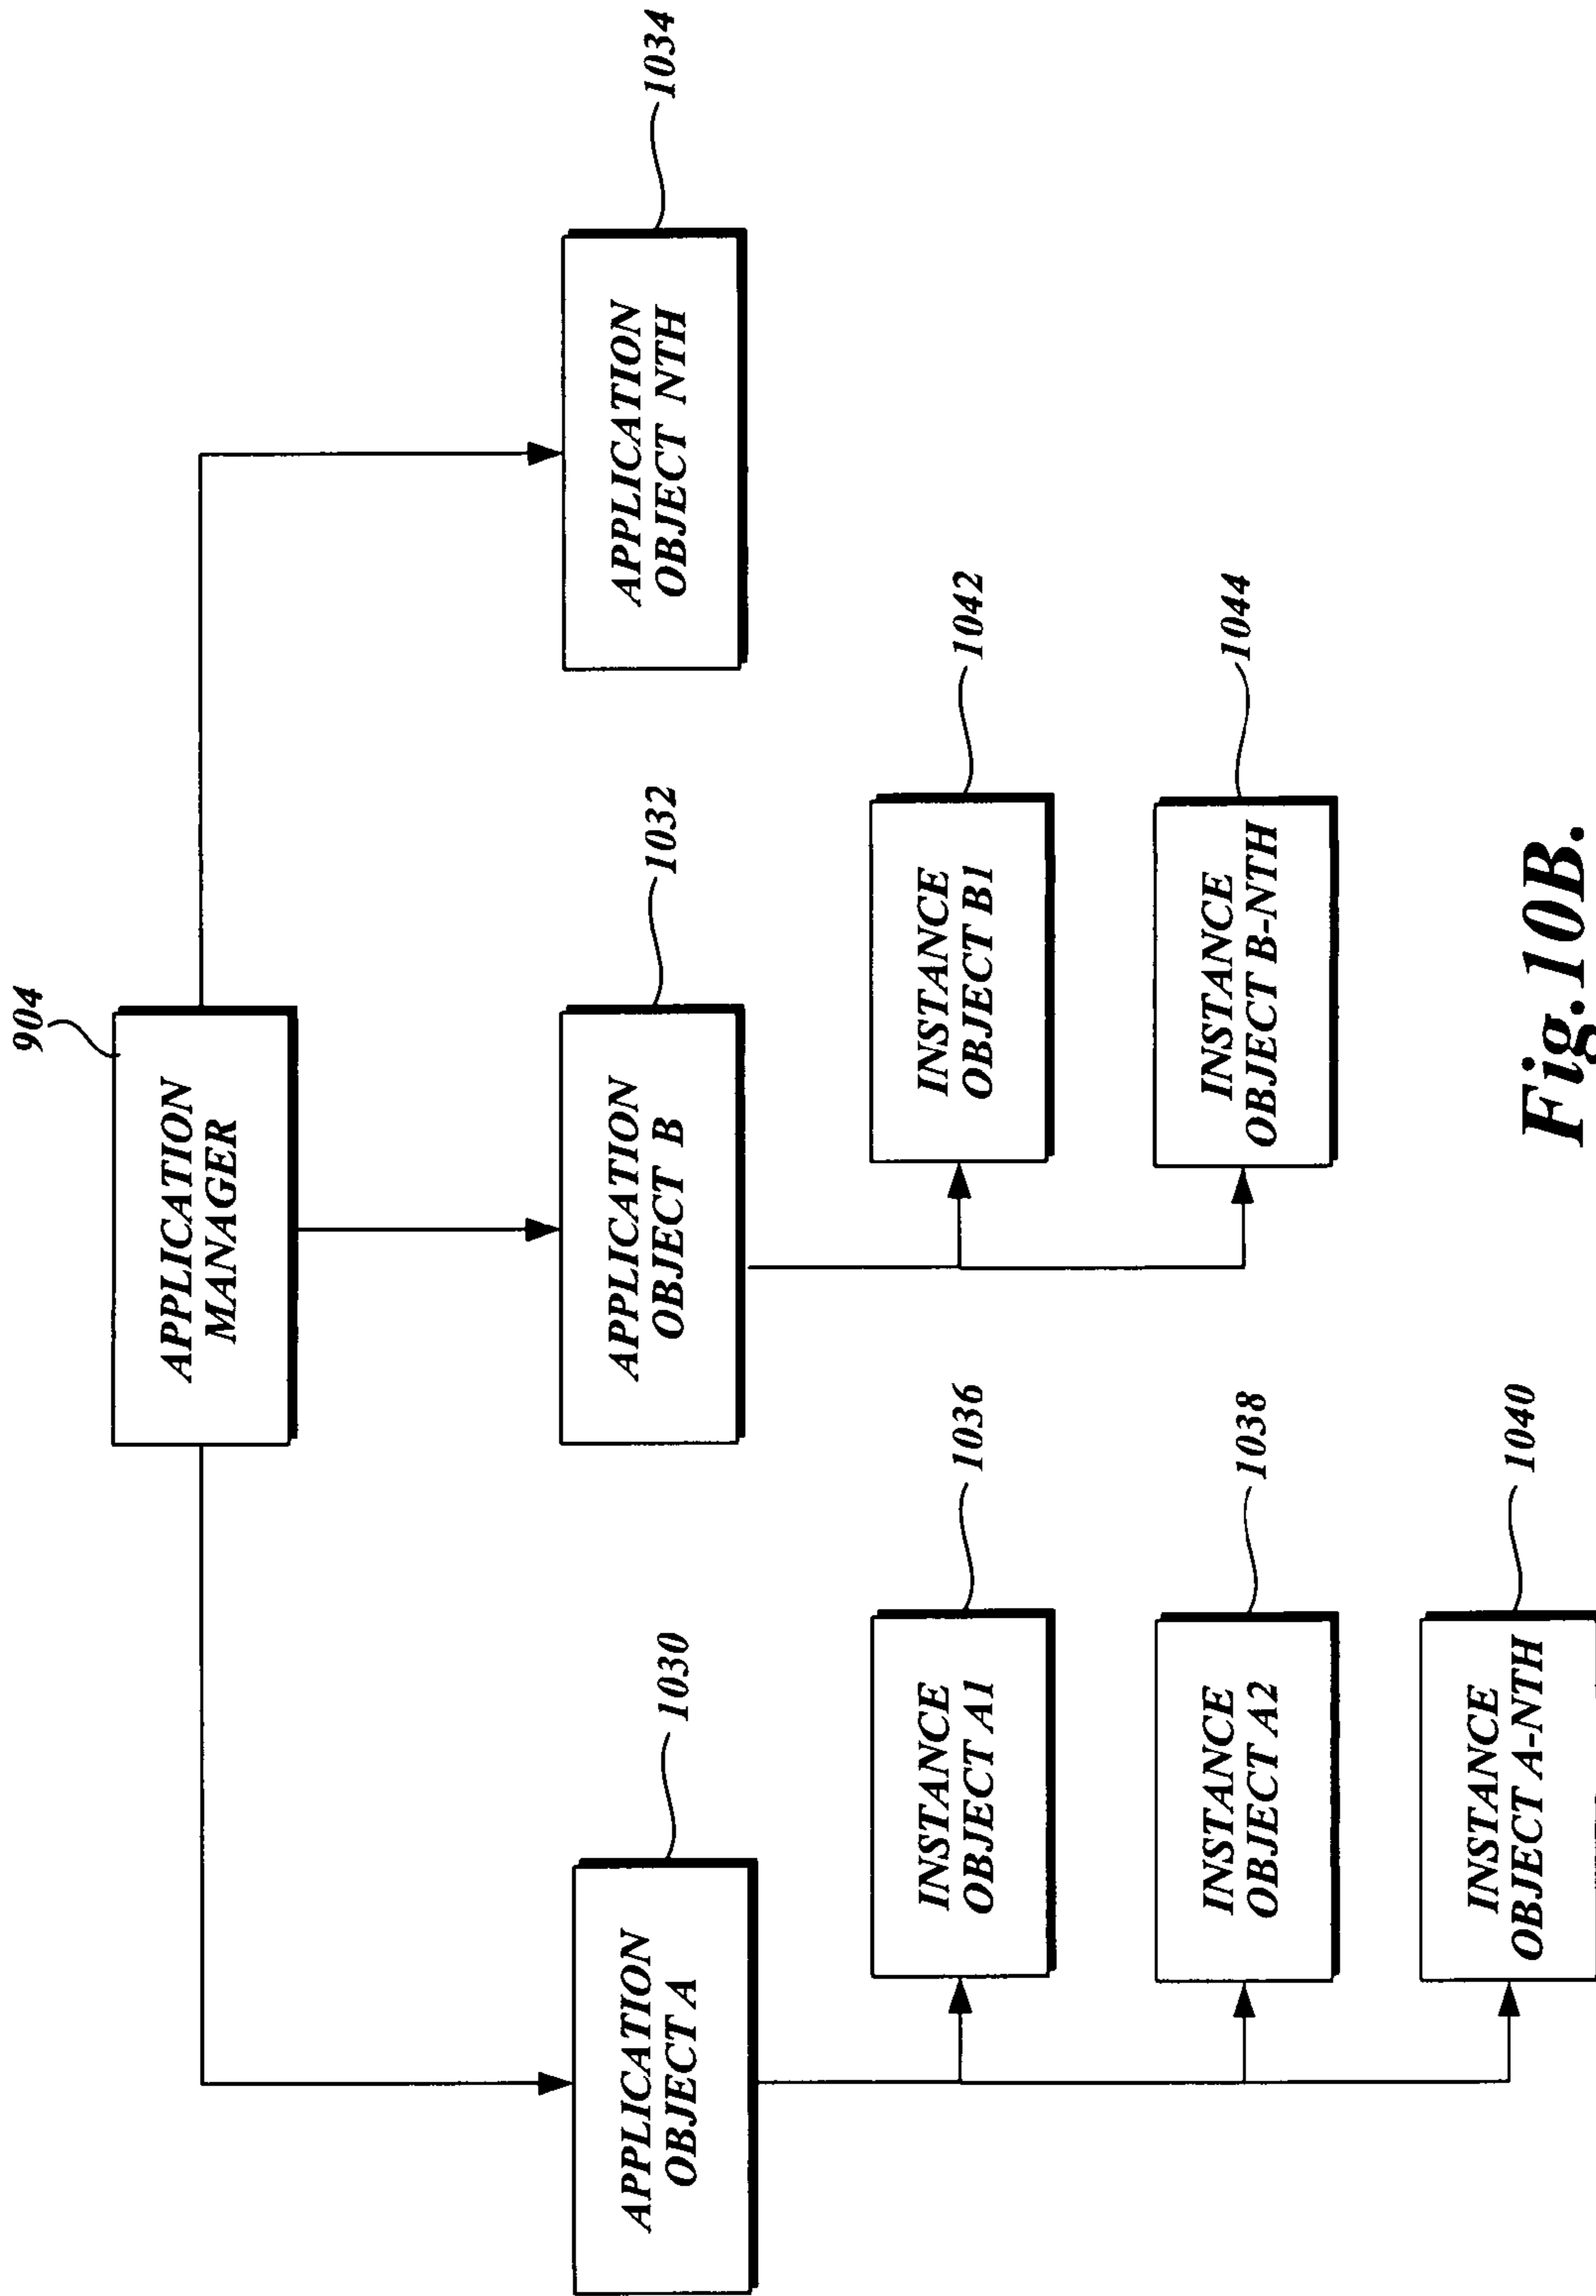 904
APPLICATION
MANAGER
1030
APPLICATION
OBJECT A
1032
APPLICATION
OBJECT B
1034
APPLICATION
OBJECT NTH
1036
INSTANCE
OBJECT A1
1042
INSTANCE
OBJECT B1
1038
INSTANCE
OBJECT A2
1044
INSTANCE
OBJECT B-NTH
1040
INSTANCE
OBJECT A-NTH
Fig.10B.